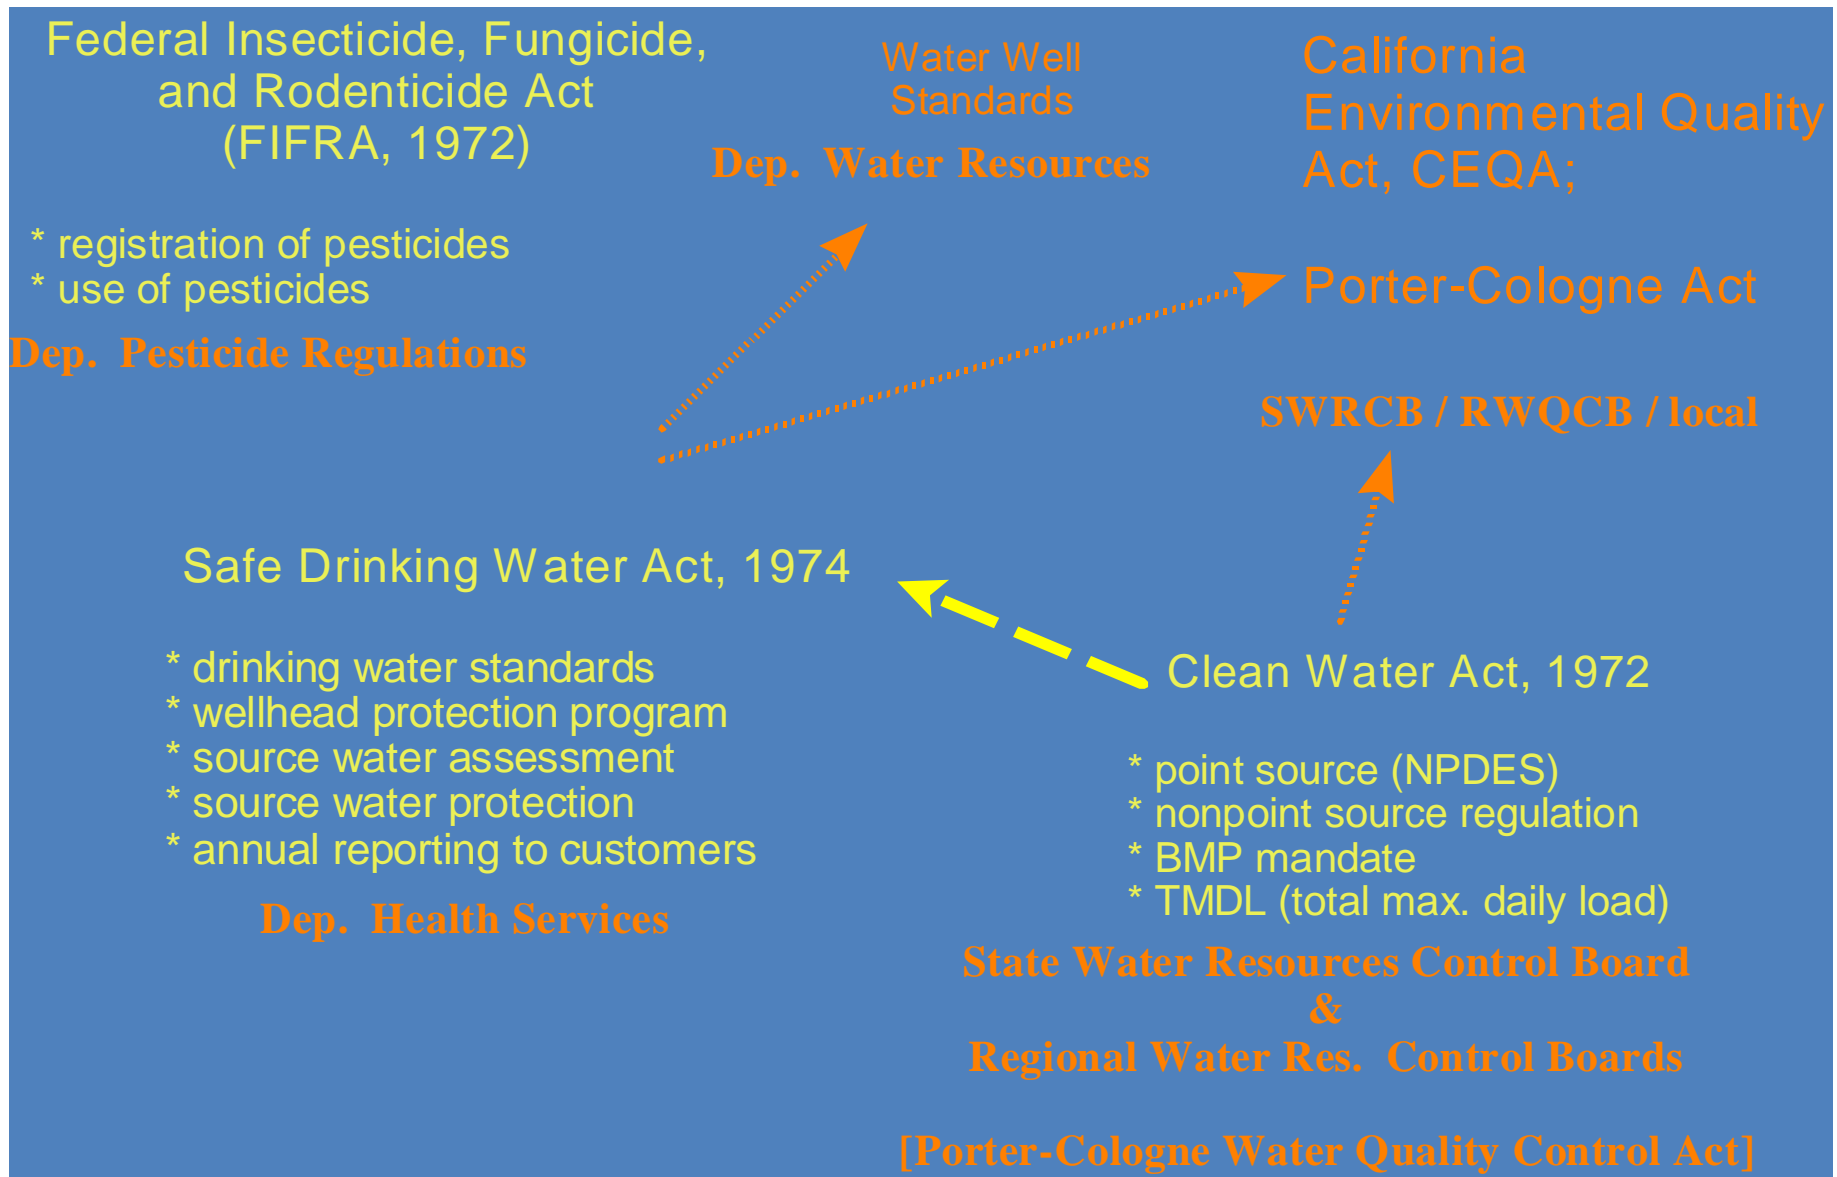 Federal Insecticide, Fungicide,
and Rodenticide Act
(FIFRA, 1972)
* registration of pesticides
* use of pesticides
Dep. Pesticide Regulations
Water Well
Standards
Dep. Water Resources
California
Environmental Quality
Act, CEQA;
Porter-Cologne Act
SWRCB / RWQCB / local
Safe Drinking Water Act, 1974
* drinking water standards
* wellhead protection program
* source water assessment
* source water protection
* annual reporting to customers
Dep. Health Services
Clean Water Act, 1972
* point source (NPDES)
* nonpoint source regulation
* BMP mandate
* TMDL (total max. daily load)
State Water Resources Control Board
&
Regional Water Res. Control Boards
[Porter-Cologne Water Quality Control Act]